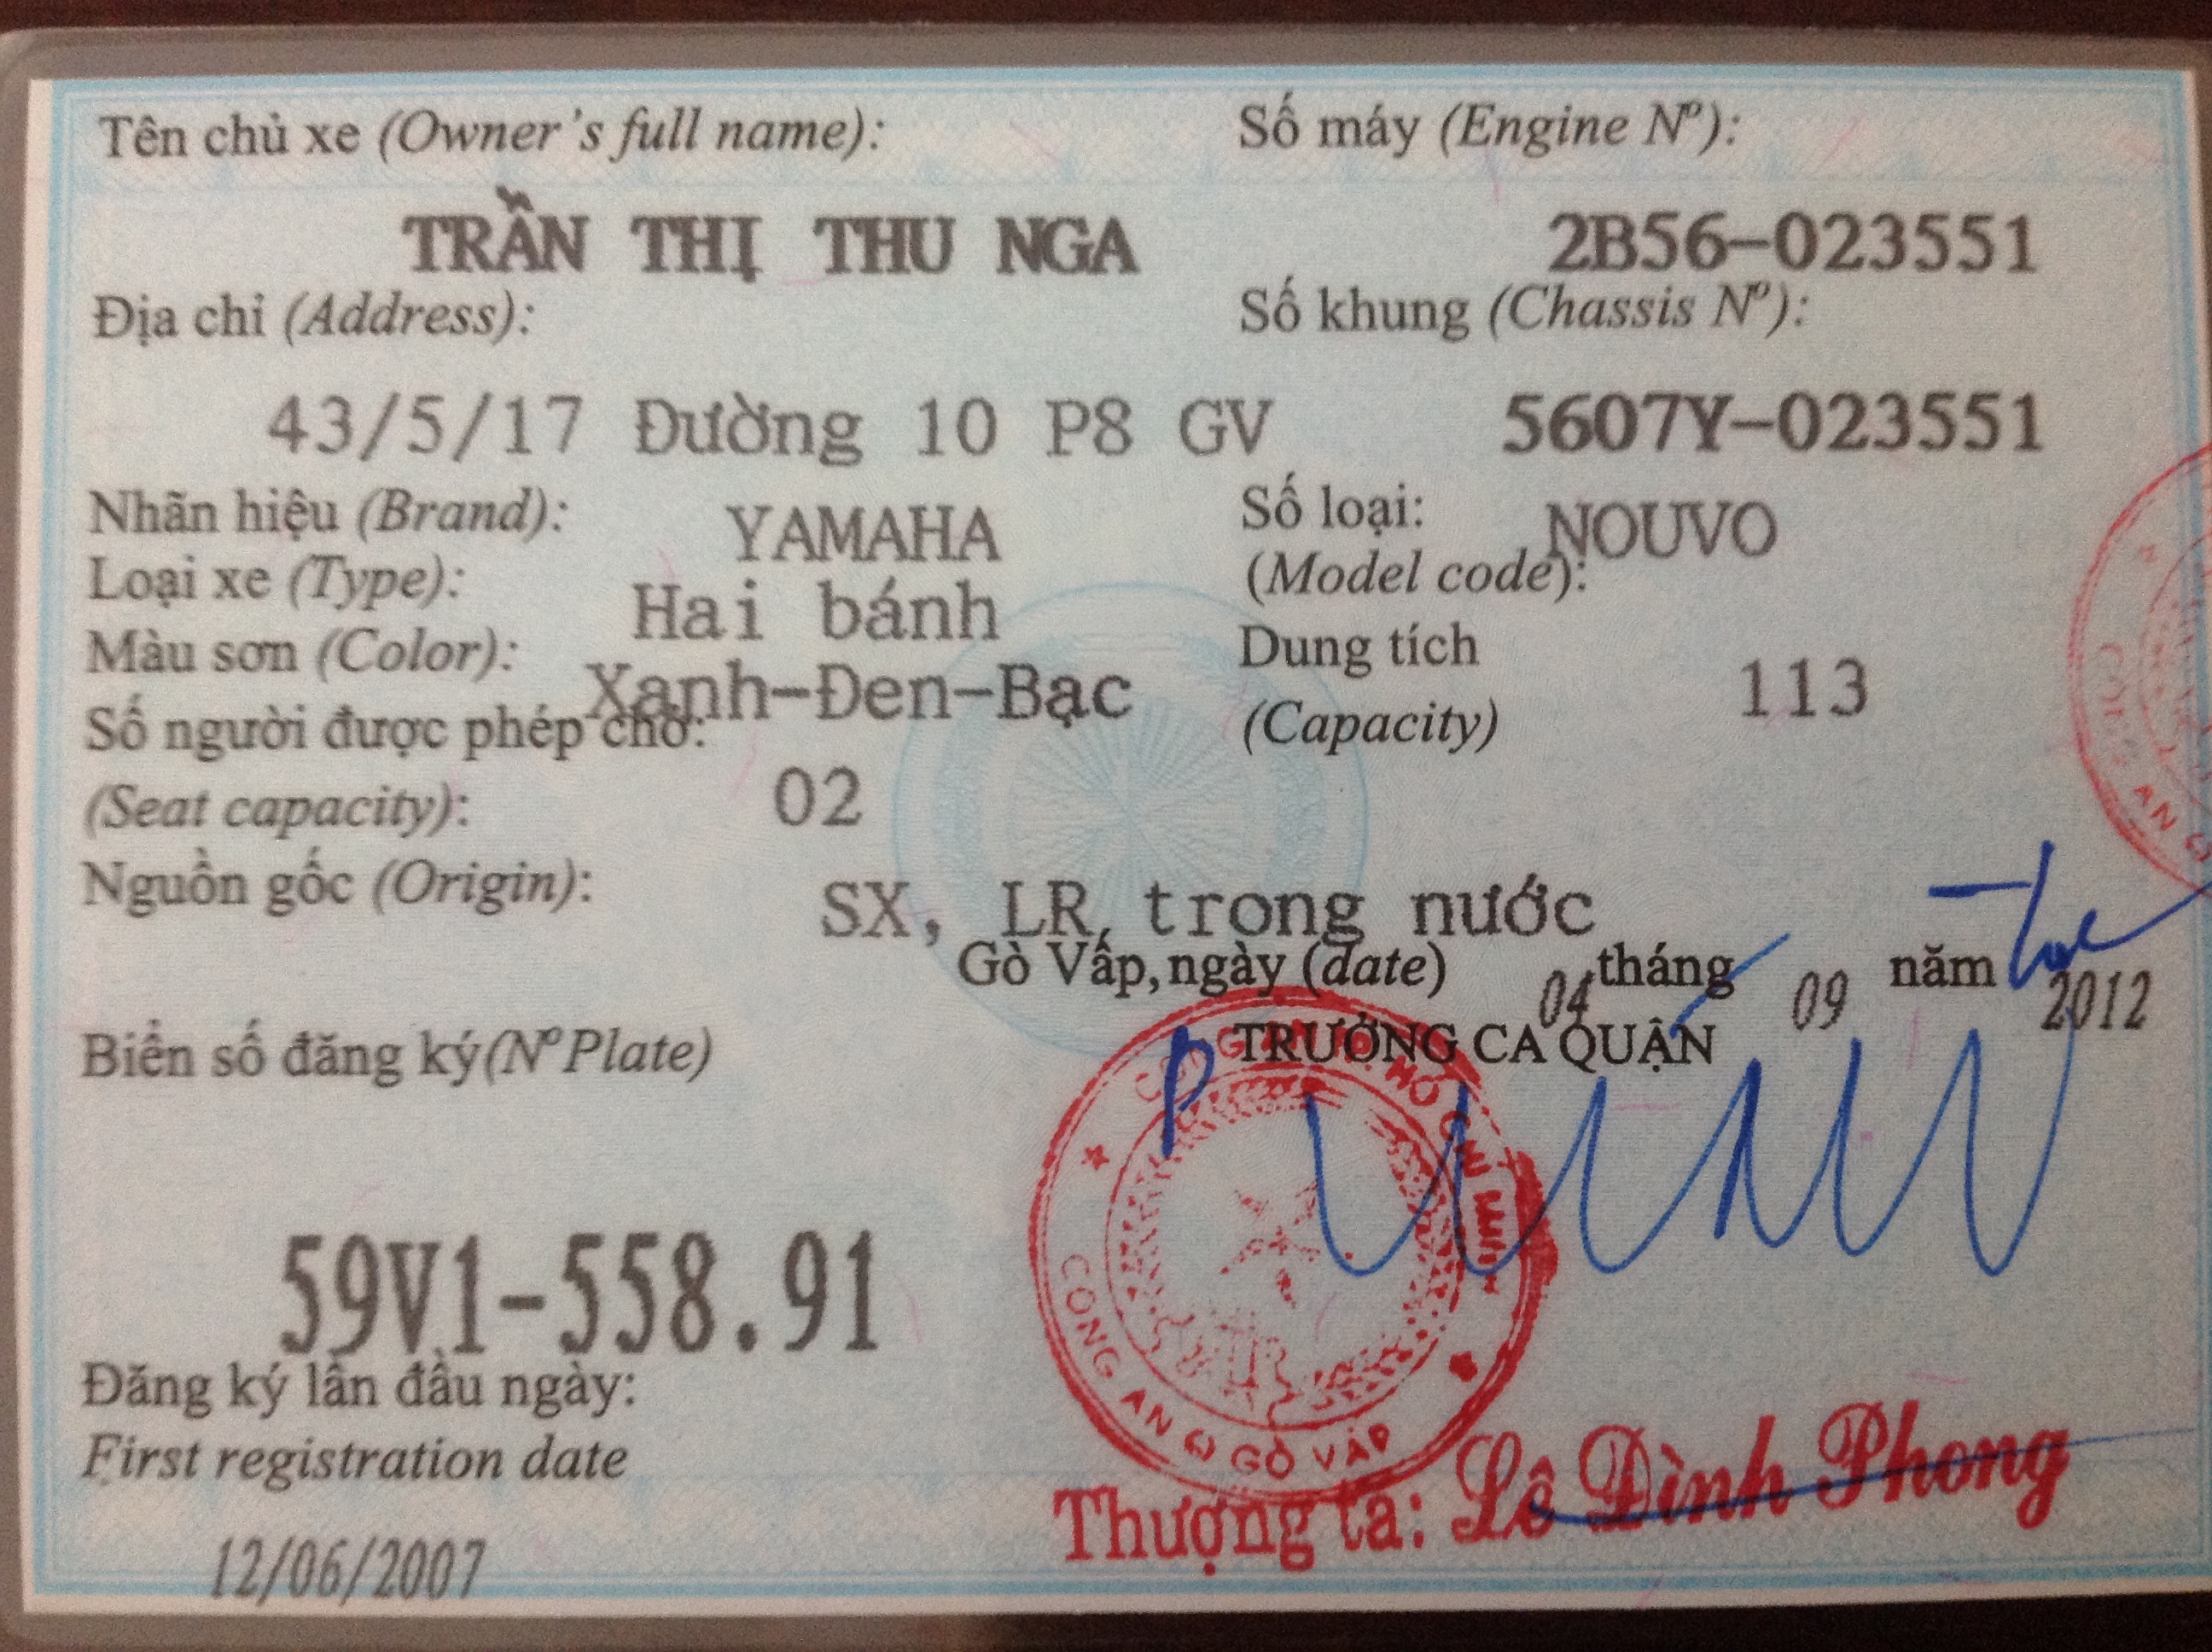 Tên chủ xe (Owner's full name):
TRẦN THỊ THU NGA
Số máy (Engine Nº):
2B56-023551
Địa chỉ (Address):
43/5/17 Đường 10 P8 GV
Số khung (Chassis Nº):
5607Y-023551
Nhãn hiệu (Brand): YAMAHA
Số loại: NOUVO
(Model code):
Loại xe (Type): Hai bánh
Màu sơn (Color): Xanh-Đen-Bạc
Dung tích
(Capacity) 113
Số người được phép chở:
(Seat capacity): 02
Nguồn gốc (Origin): SX, LR trong nước
Gò Vấp, ngày (date) 04 tháng 09 năm 2012
TRƯỞNG CA QUẬN
Biển số đăng ký(Nº Plate)
59V1-558.91
Đăng ký lần đầu ngày:
First registration date
12/06/2007
CÔNG AN Q GÒ VẤP
Thượng tá: Lê Đình Phong